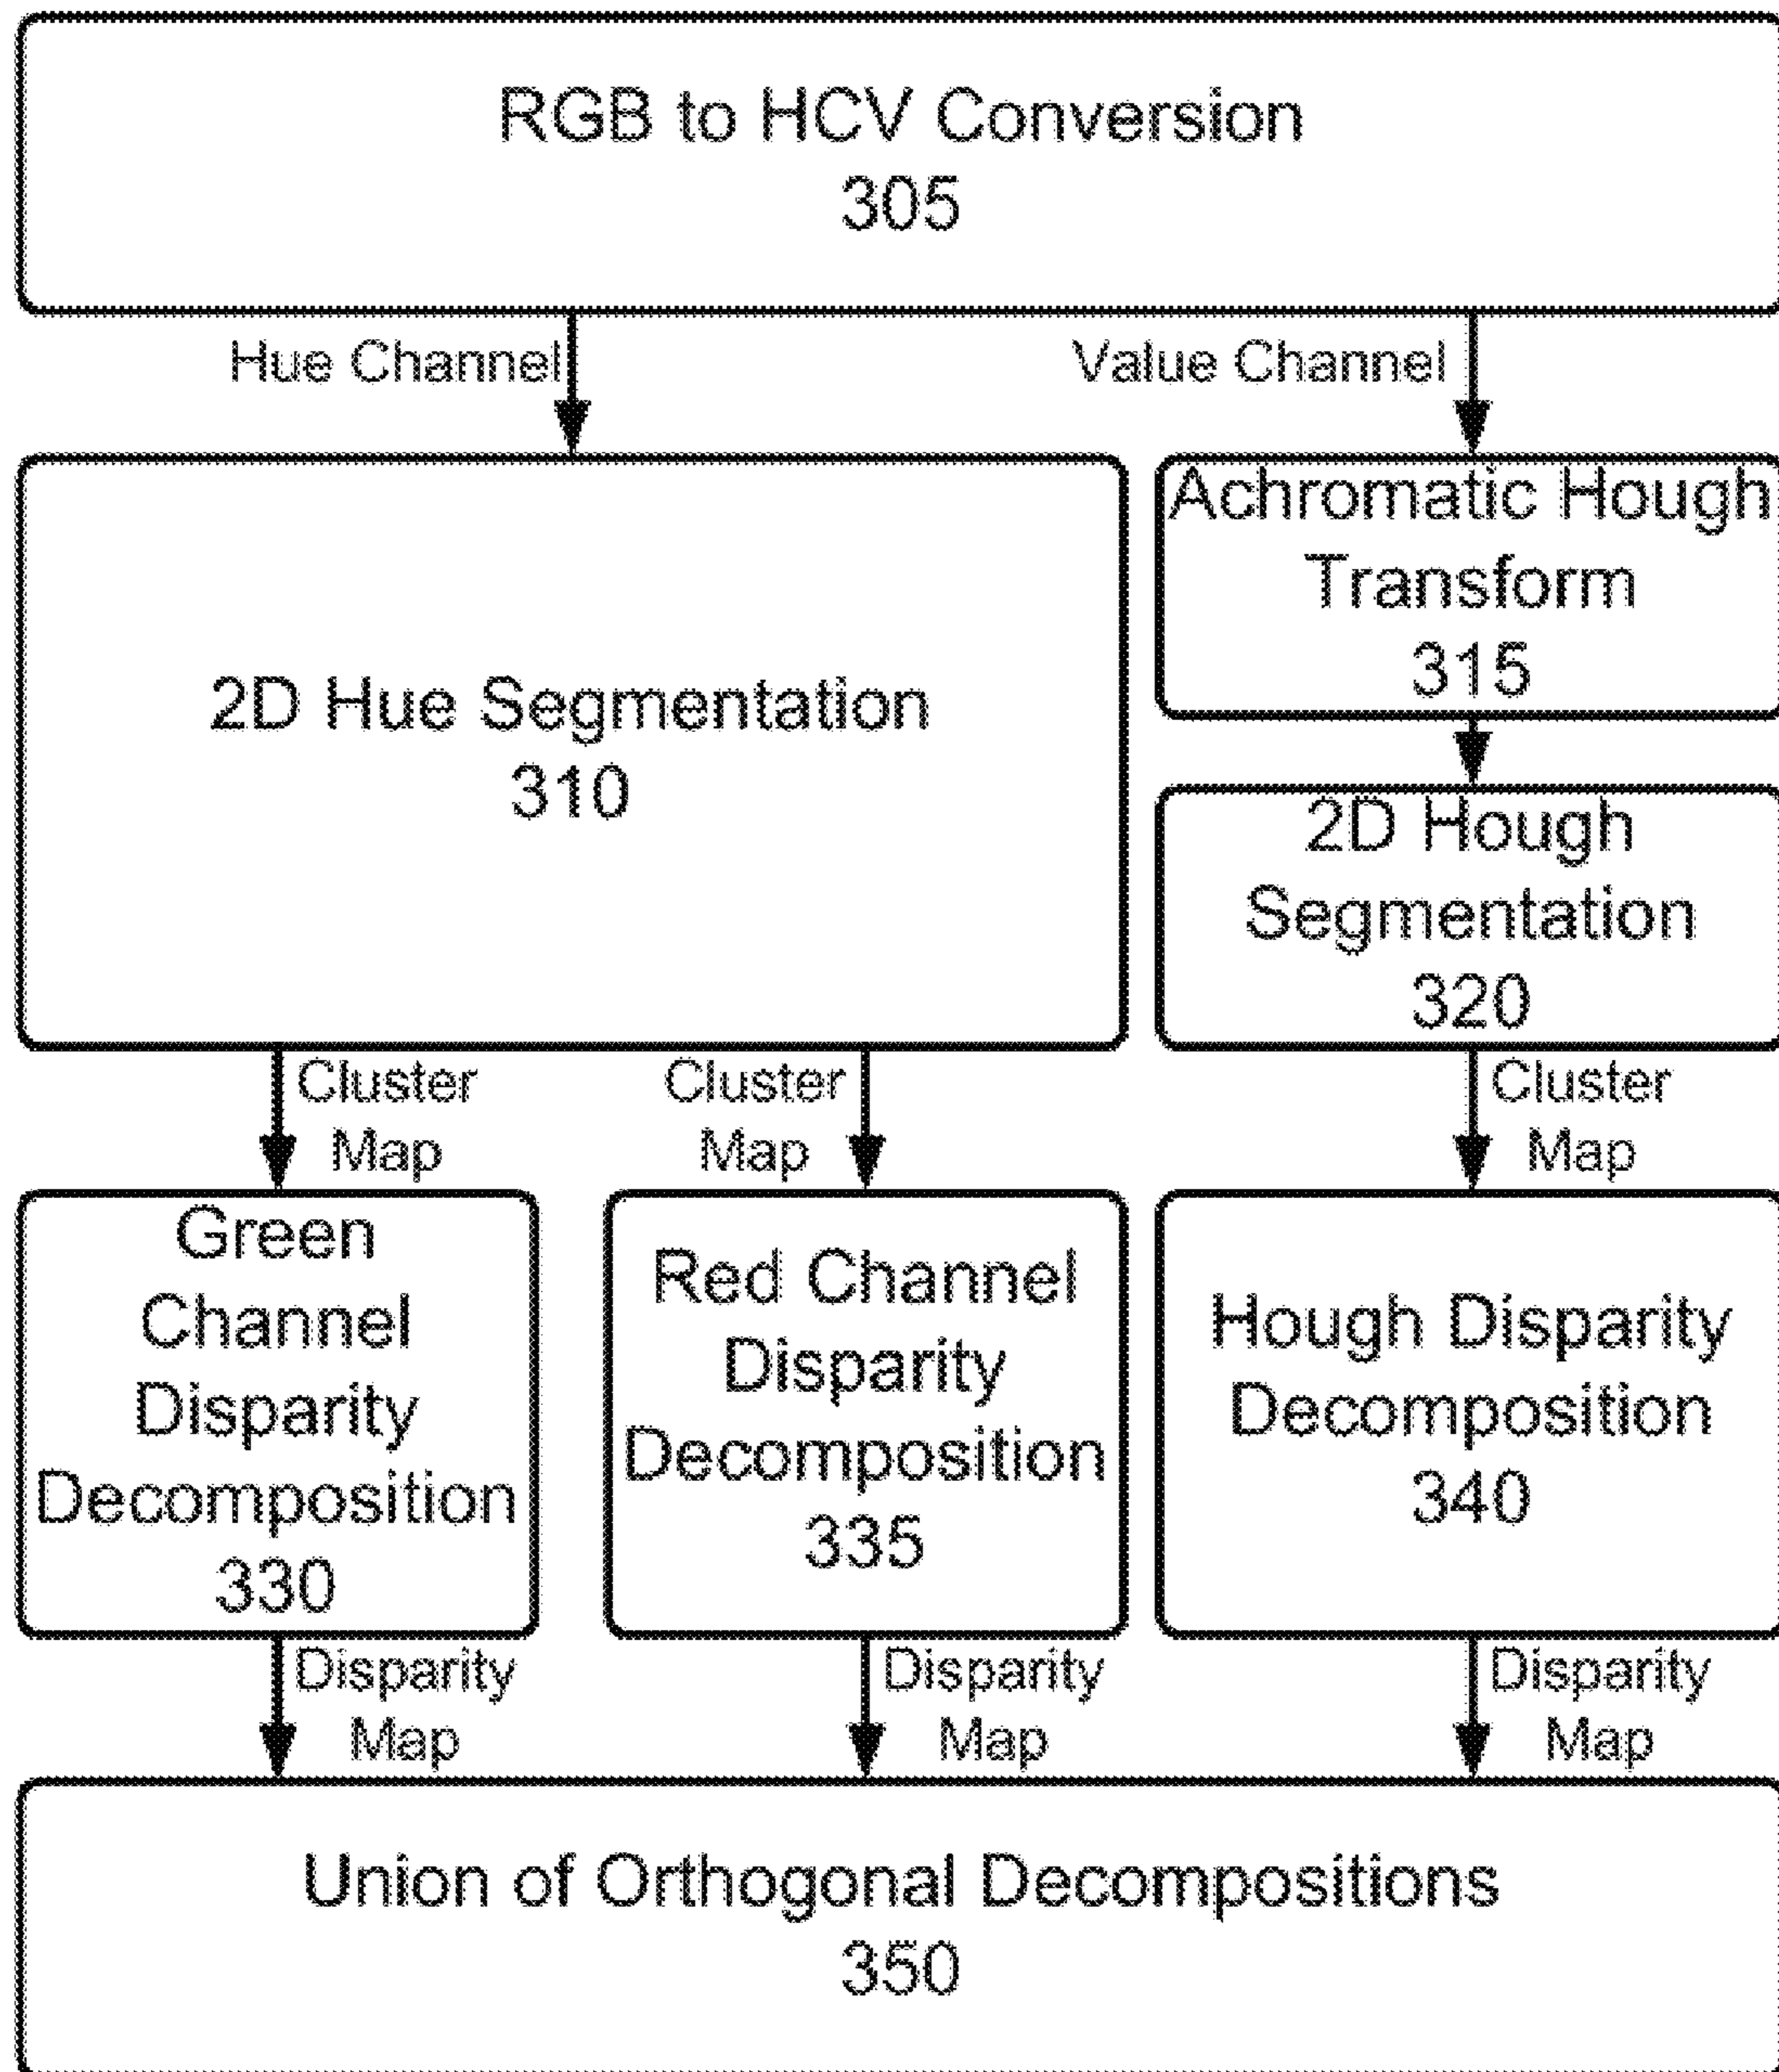 RGB to HCV Conversion
305
Hue Channel
Value Channel
2D Hue Segmentation
310
Achromatic Hough
Transform
315
2D Hough
Segmentation
320
Cluster
Map
Cluster
Map
Cluster
Map
Green
Channel
Disparity
Decomposition
330
Red Channel
Disparity
Decomposition
335
Hough Disparity
Decomposition
340
Disparity
Map
Disparity
Map
Disparity
Map
Union of Orthogonal Decompositions
350